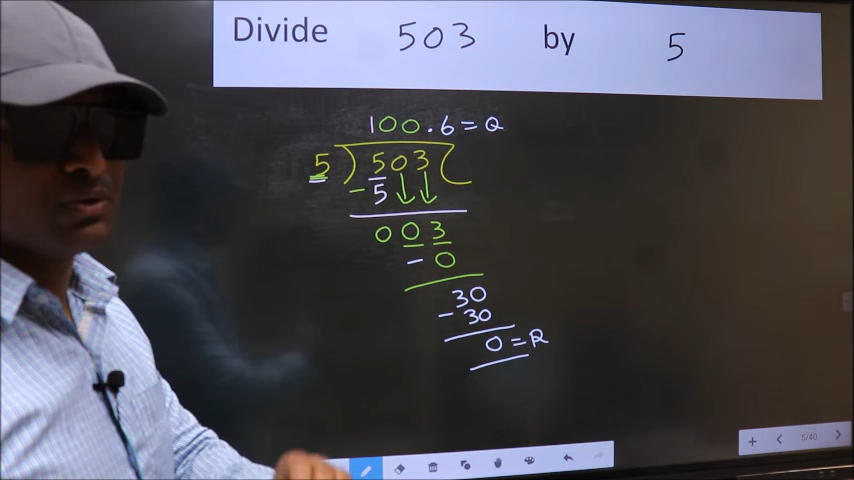 Divide 503 by 5
100.6 = Q
5 ) 503 (
- 5
003
- 0
30
- 30
0 = R
5/40